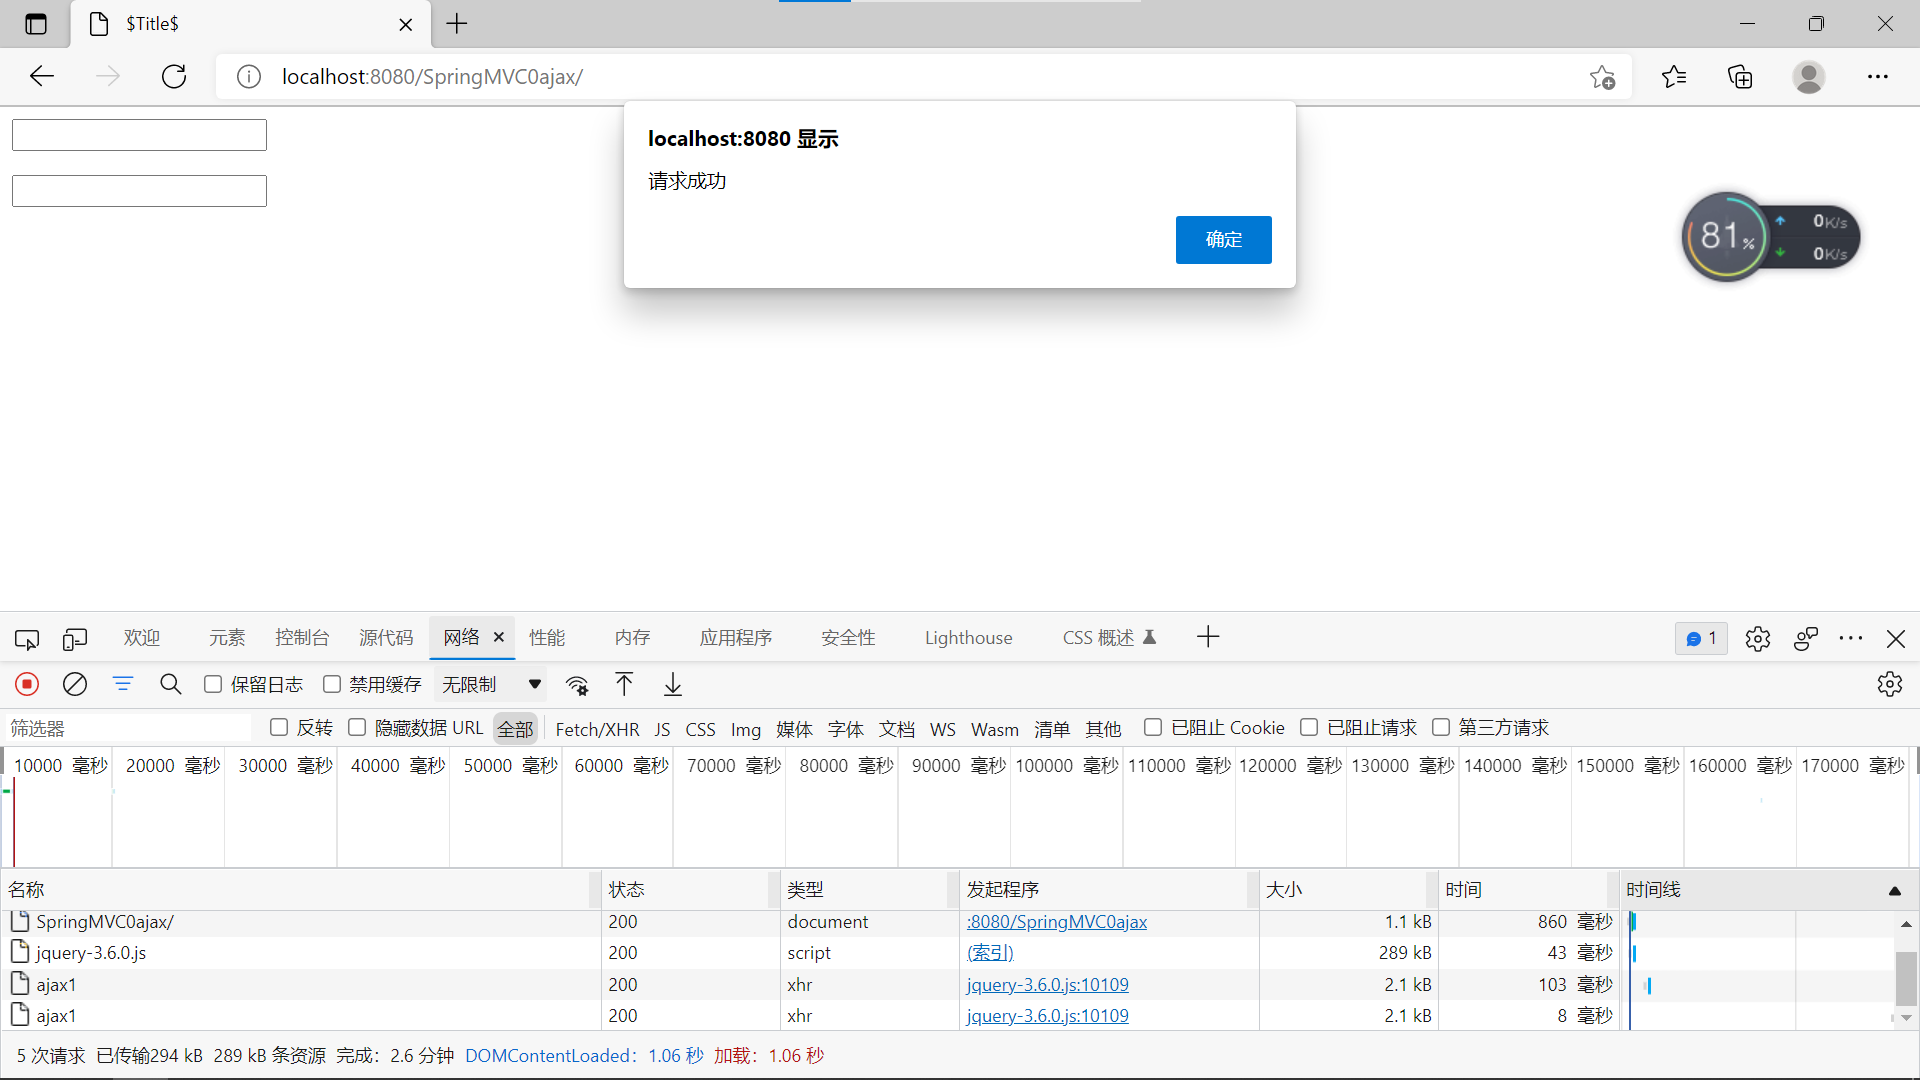 $Title$
localhost:8080/SpringMVC0ajax/
localhost:8080 显示
请求成功
确定
81% 0K/s
0K/s
欢迎 元素 控制台 源代码 网络 性能 内存 应用程序 安全性 Lighthouse CSS 概述 1
保留日志 禁用缓存 无限制
筛选器 反转 隐藏数据 URL 全部 Fetch/XHR JS CSS Img 媒体 字体 文档 WS Wasm 清单 其他 已阻止 Cookie 已阻止请求 第三方请求
10000 毫秒 20000 毫秒 30000 毫秒 40000 毫秒 50000 毫秒 60000 毫秒 70000 毫秒 80000 毫秒 90000 毫秒 100000 毫秒 110000 毫秒 120000 毫秒 130000 毫秒 140000 毫秒 150000 毫秒 160000 毫秒 170000 毫秒
名称 状态 类型 发起程序 大小 时间 时间线
SpringMVC0ajax/ 200 document :8080/SpringMVC0ajax 1.1 kB 860 毫秒
jquery-3.6.0.js 200 script (索引) 289 kB 43 毫秒
ajax1 200 xhr jquery-3.6.0.js:10109 2.1 kB 103 毫秒
ajax1 200 xhr jquery-3.6.0.js:10109 2.1 kB 8 毫秒
5 次请求 已传输294 kB 289 kB 条资源 完成：2.6 分钟 DOMContentLoaded：1.06 秒 加载：1.06 秒